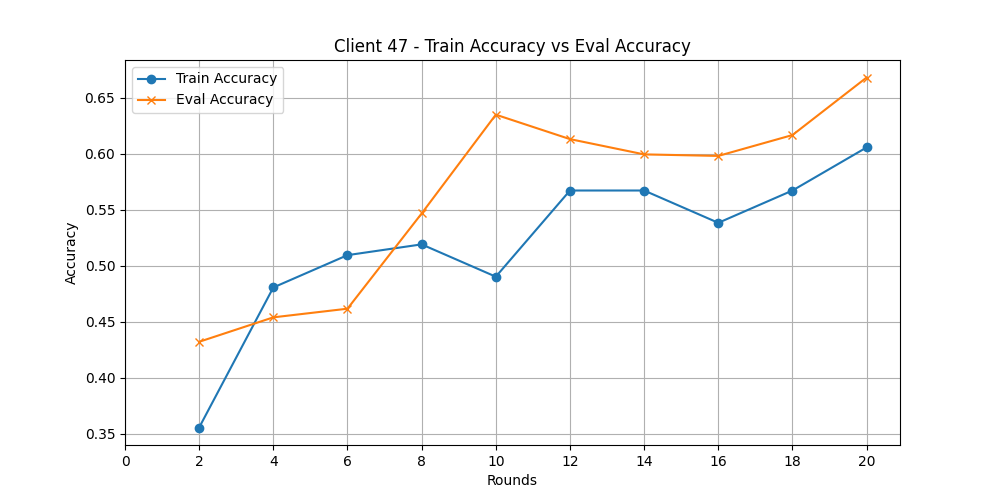 Client 47 - Train Accuracy vs Eval Accuracy
Train Accuracy
Eval Accuracy
0.65
0.60
0.55
0.50
0.45
0.40
0.35
Accuracy
0 2 4 6 8 10 12 14 16 18 20
Rounds